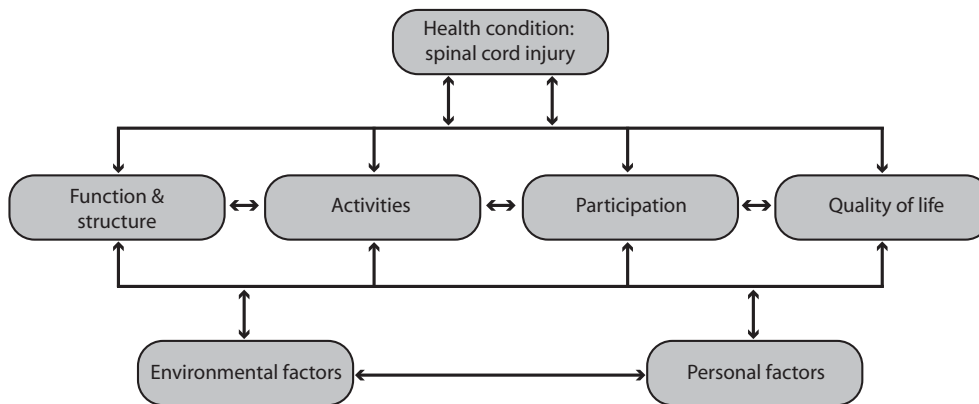 Health condition:
spinal cord injury
Function &
structure
Activities
Participation
Quality of life
Environmental factors
Personal factors